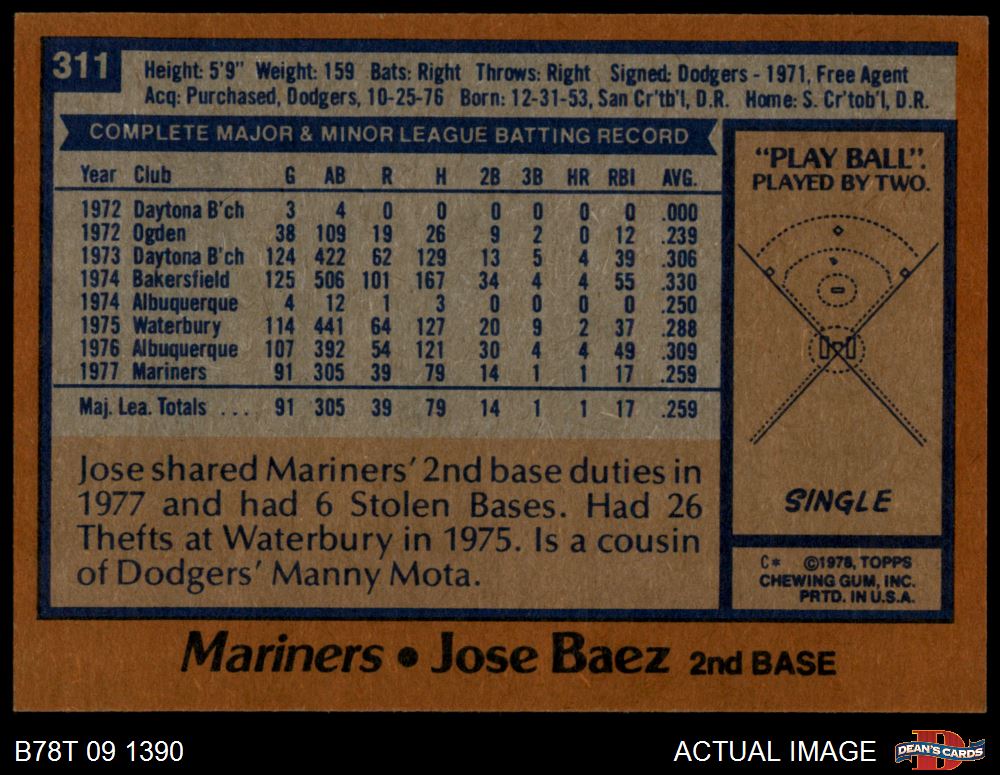 311
Height: 5'9" Weight: 159 Bats: Right Throws: Right Signed: Dodgers - 1971, Free Agent
Acq: Purchased, Dodgers, 10-25-76 Born: 12-31-53, San Cr'tb'l, D.R. Home: S. Cr'tob'l, D.R.
COMPLETE MAJOR & MINOR LEAGUE BATTING RECORD
Year Club G AB R H 2B 3B HR RBI AVG.
1972 Daytona B'ch 3 4 0 0 0 0 0 0 .000
1972 Ogden 38 109 19 26 9 2 0 12 .239
1973 Daytona B'ch 124 422 62 129 13 5 4 39 .306
1974 Bakersfield 125 506 101 167 34 4 4 55 .330
1974 Albuquerque 4 12 1 3 0 0 0 0 .250
1975 Waterbury 114 441 64 127 20 9 2 37 .288
1976 Albuquerque 107 392 54 121 30 4 4 49 .309
1977 Mariners 91 305 39 79 14 1 1 17 .259
Maj. Lea. Totals ... 91 305 39 79 14 1 1 17 .259
Jose shared Mariners' 2nd base duties in
1977 and had 6 Stolen Bases. Had 26
Thefts at Waterbury in 1975. Is a cousin
of Dodgers' Manny Mota.
"PLAY BALL".
PLAYED BY TWO.
SINGLE
C* ©1978, TOPPS
CHEWING GUM, INC.
PRTD. IN U.S.A.
Mariners • Jose Baez 2nd BASE
B78T 09 1390
ACTUAL IMAGE
D
DEAN'S CARDS